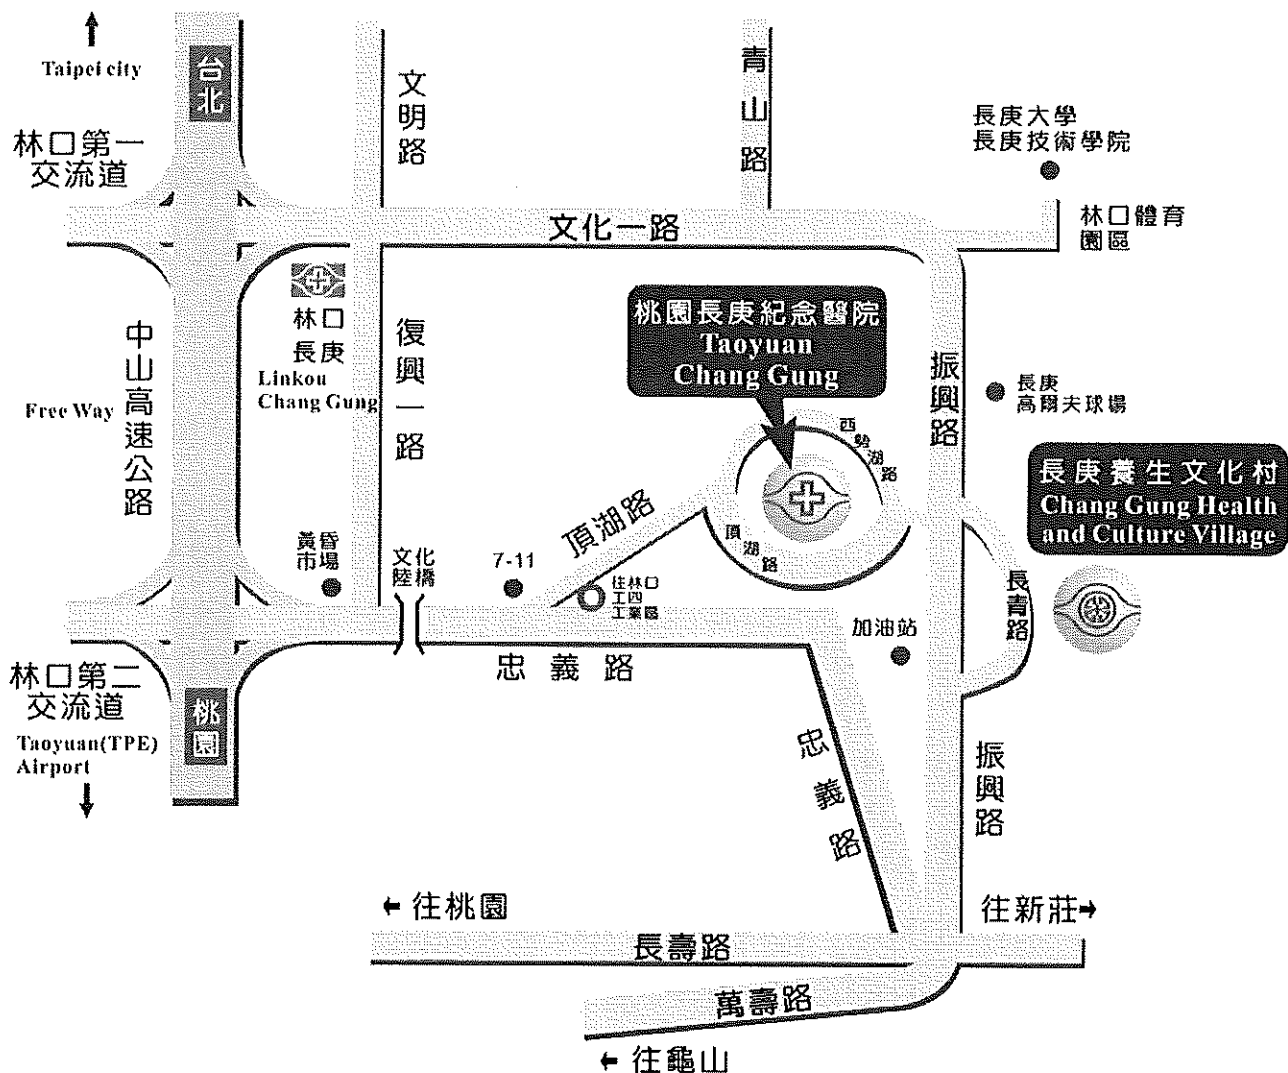 Taipei city
台北
林口第一
交流道
文明路
青山路
長庚大學
長庚技術學院
林口體育
園區
文化一路
林口
長庚
Linkou
Chang Gung
桃園長庚紀念醫院
Taoyuan
Chang Gung
中山高速公路
Free Way
復興一路
振興路
長庚
高爾夫球場
西勢湖路
長庚養生文化村
Chang Gung Health
and Culture Village
頂湖路
頂湖路
黃昏
市場
文化
陸橋
7-11
往林口
工四
工業區
長青路
加油站
忠義路
林口第二
交流道
桃園
Taoyuan(TPE)
Airport
忠義路
振興路
往桃園
往新莊
長壽路
萬壽路
往龜山